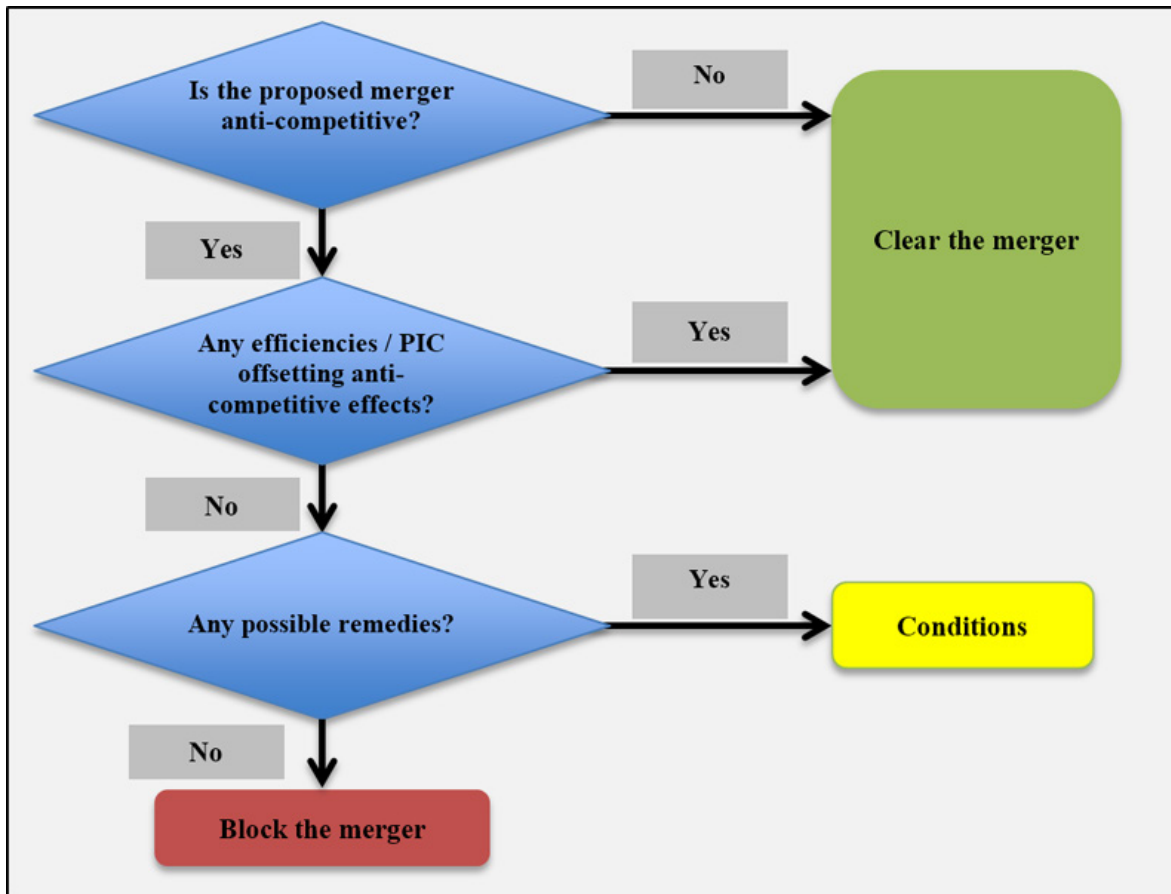 Is the proposed merger
anti-competitive?
No
Clear the merger
Yes
Any efficiencies / PIC
offsetting anti-
competitive effects?
Yes
No
Any possible remedies?
Yes
Conditions
No
Block the merger